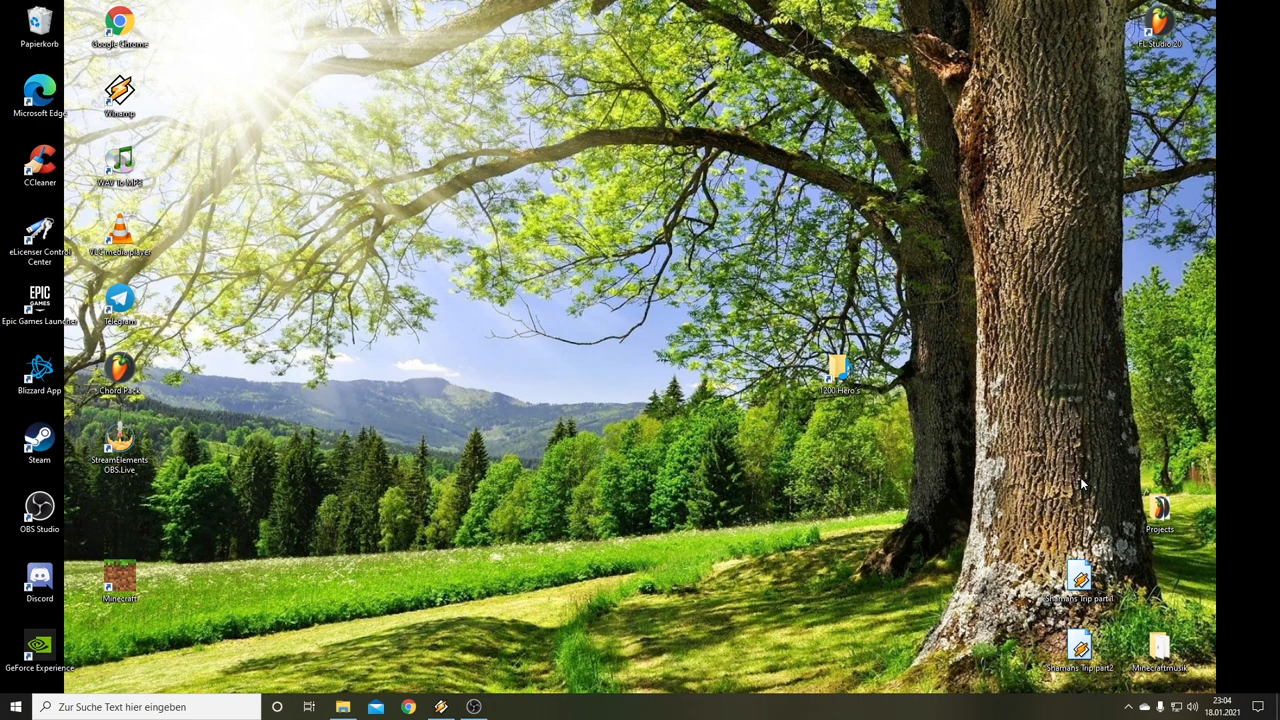 Papierkorb
Google Chrome
FL Studio 20
Microsoft Edge
Winamp
CCleaner
WAV To MP3
eLicenser Control
Center
VLC media player
EPIC
GAMES
Epic Games Launcher
Telegram
Blizzard App
Chord Pack
1200 Hero's
Steam
StreamElements
OBS.Live
OBS Studio
Projects
Discord
Minecraft
Shamans Trip part 1
GeForce Experience
Shamans Trip part2
Minecraftmusik
Zur Suche Text hier eingeben
23:04
18.01.2021